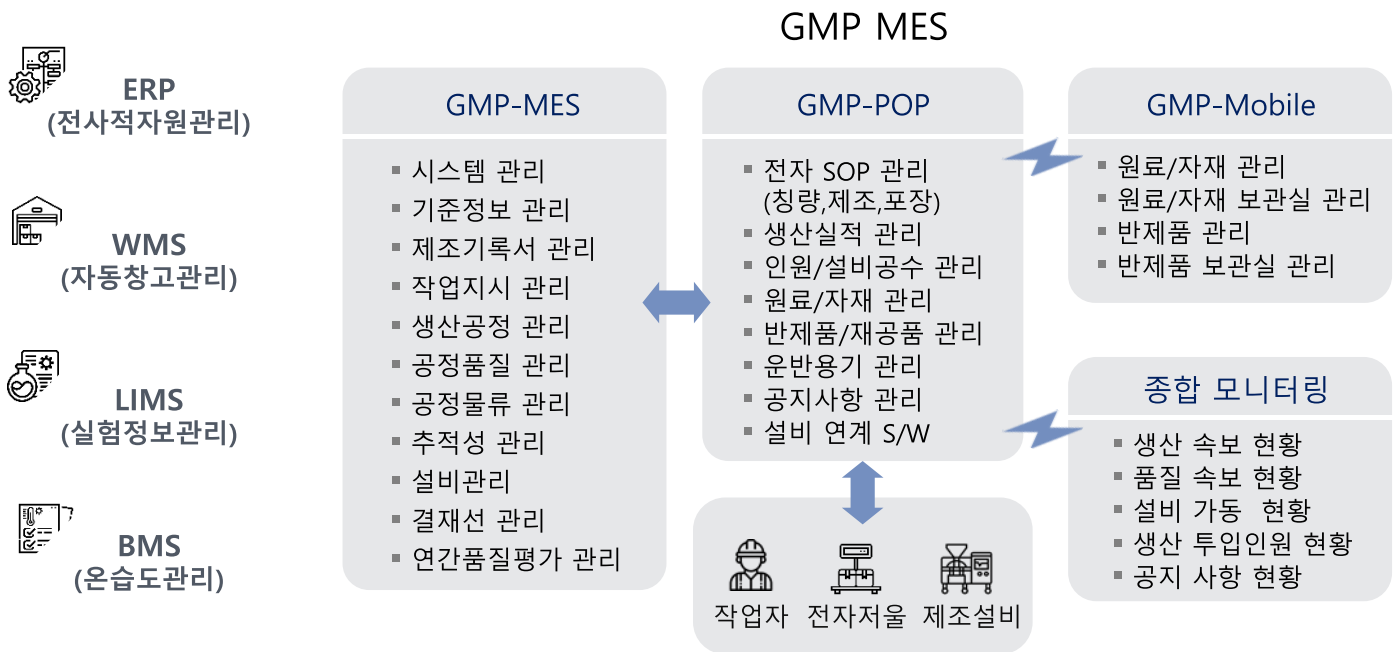 GMP MES
ERP
(전사적자원관리)
WMS
(자동창고관리)
LIMS
(실험정보관리)
BMS
(온습도관리)
GMP-MES
시스템 관리
기준정보 관리
제조기록서 관리
작업지시 관리
생산공정 관리
공정품질 관리
공정물류 관리
추적성 관리
설비관리
결재선 관리
연간품질평가 관리
GMP-POP
전자 SOP 관리
(칭량,제조,포장)
생산실적 관리
인원/설비공수 관리
원료/자재 관리
반제품/재공품 관리
운반용기 관리
공지사항 관리
설비 연계 S/W
작업자
전자저울
제조설비
GMP-Mobile
원료/자재 관리
원료/자재 보관실 관리
반제품 관리
반제품 보관실 관리
종합 모니터링
생산 속보 현황
품질 속보 현황
설비 가동  현황
생산 투입인원 현황
공지 사항 현황